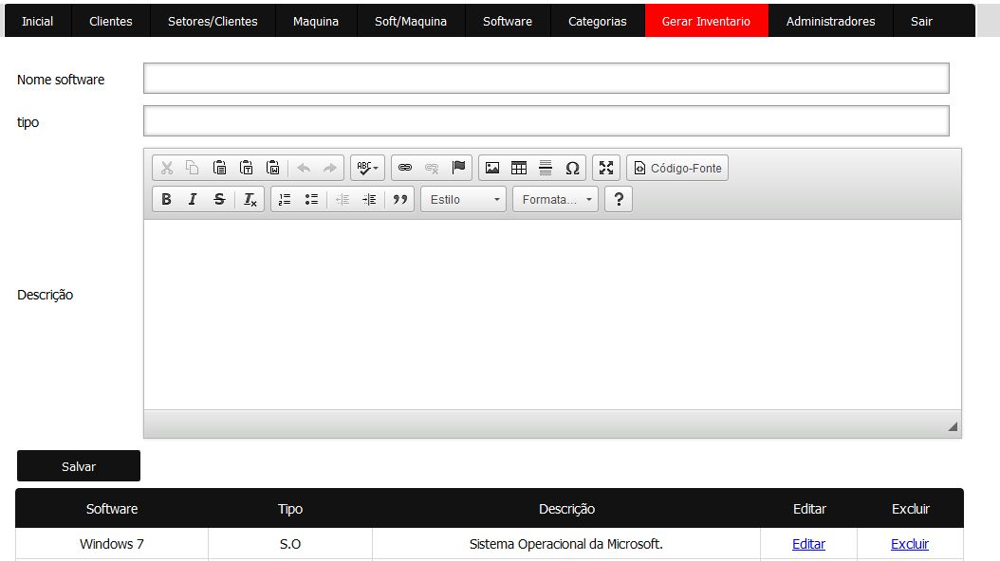 Inicial Clientes Setores/Clientes Maquina Soft/Maquina Software Categorias Gerar Inventario Administradores Sair
Nome software
tipo
ABC Código-Fonte
B I S Tx Estilo Formata... ?
Descrição
Salvar
Software Tipo Descrição Editar Excluir
Windows 7 S.O Sistema Operacional da Microsoft. Editar Excluir